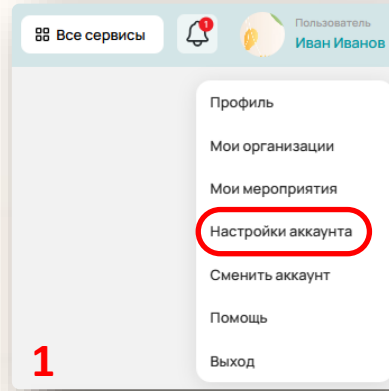 Все сервисы
1
Пользователь
Иван Иванов
Профиль
Мои организации
Мои мероприятия
Настройки аккаунта
Сменить аккаунт
Помощь
Выход
1